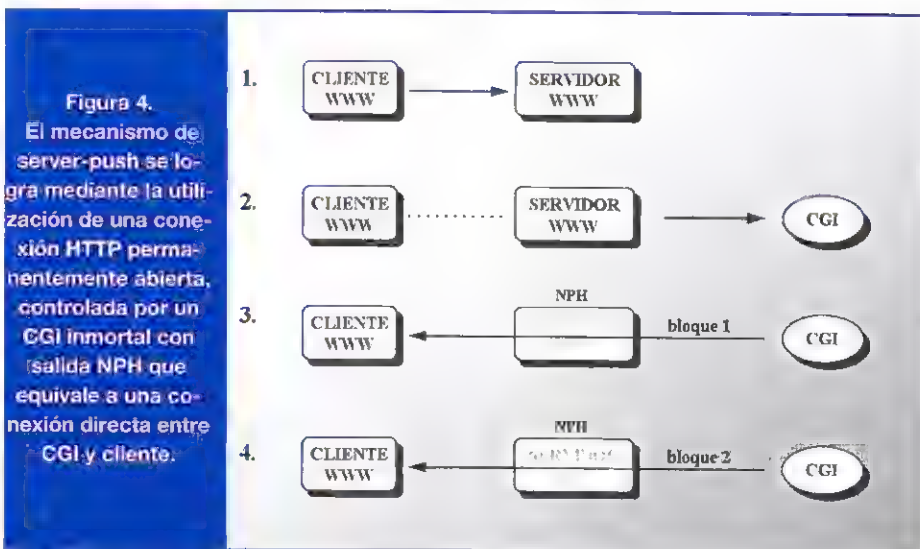 Figura 4.
El mecanismo de
server-push se lo-
gra mediante la utili-
zación de una cone-
xión HTTP perma-
nentemente abierta,
controlada por un
CGI inmortal con
salida NPH que
equivale a una co-
nexión directa entre
CGI y cliente.
1.
CLIENTE
WWW
SERVIDOR
WWW
2.
CLIENTE
WWW
SERVIDOR
WWW
CGI
3.
CLIENTE
WWW
NPH
bloque 1
CGI
4.
CLIENTE
WWW
NPH
bloque 2
CGI